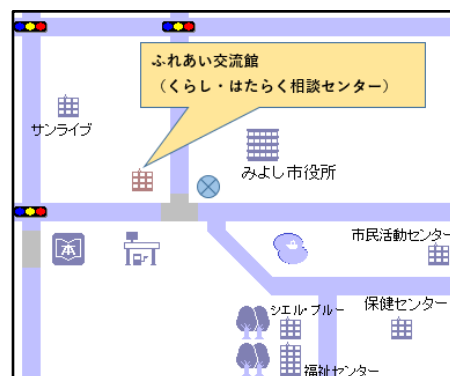 ふれあい交流館
（くらし・はたらく相談センター）
サンライブ
みよし市役所
市民活動センター
シエル・ブルー
保健センター
福祉センター